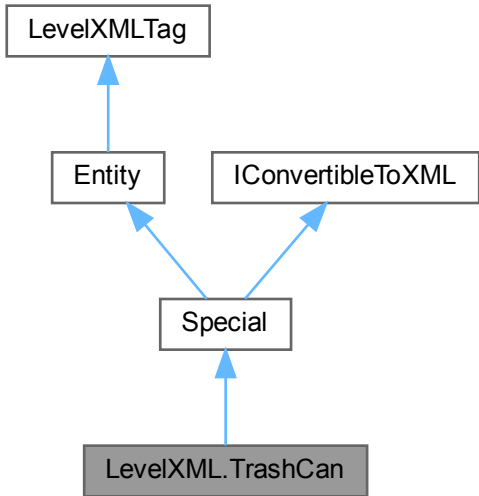 LevelXMLTag
Entity
IConvertibleToXML
Special
LevelXML.TrashCan